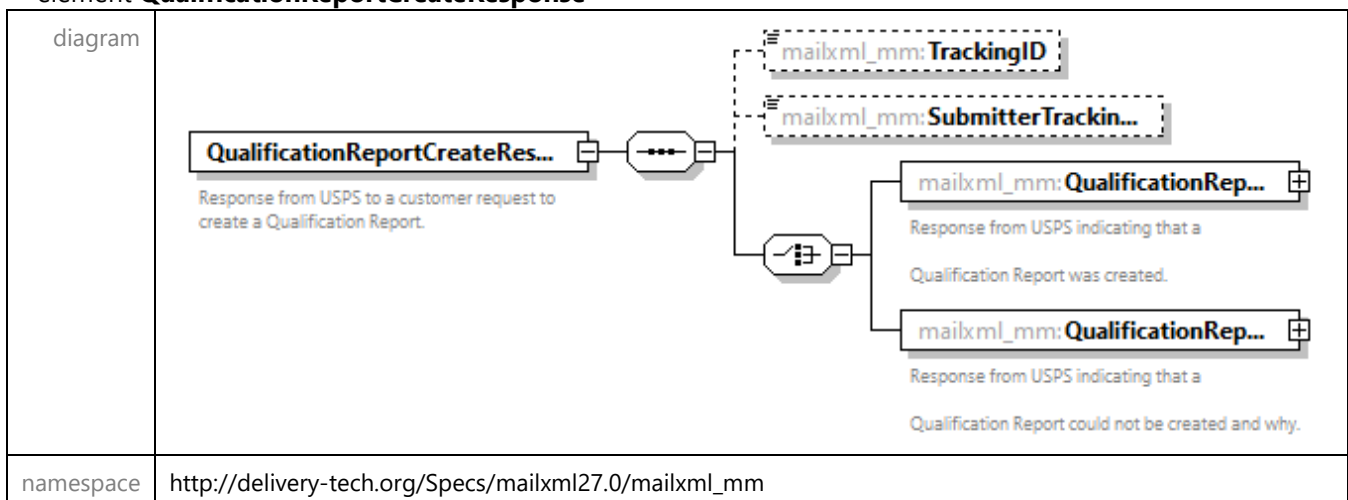 element QualificationReportCreateResponse
diagram
mailxml_mm:TrackingID
mailxml_mm:SubmitterTrackin...
QualificationReportCreateRes...
Response from USPS to a customer request to
create a Qualification Report.
mailxml_mm:QualificationRep...
Response from USPS indicating that a
Qualification Report was created.
mailxml_mm:QualificationRep...
Response from USPS indicating that a
Qualification Report could not be created and why.
namespace http://delivery-tech.org/Specs/mailxml27.0/mailxml_mm